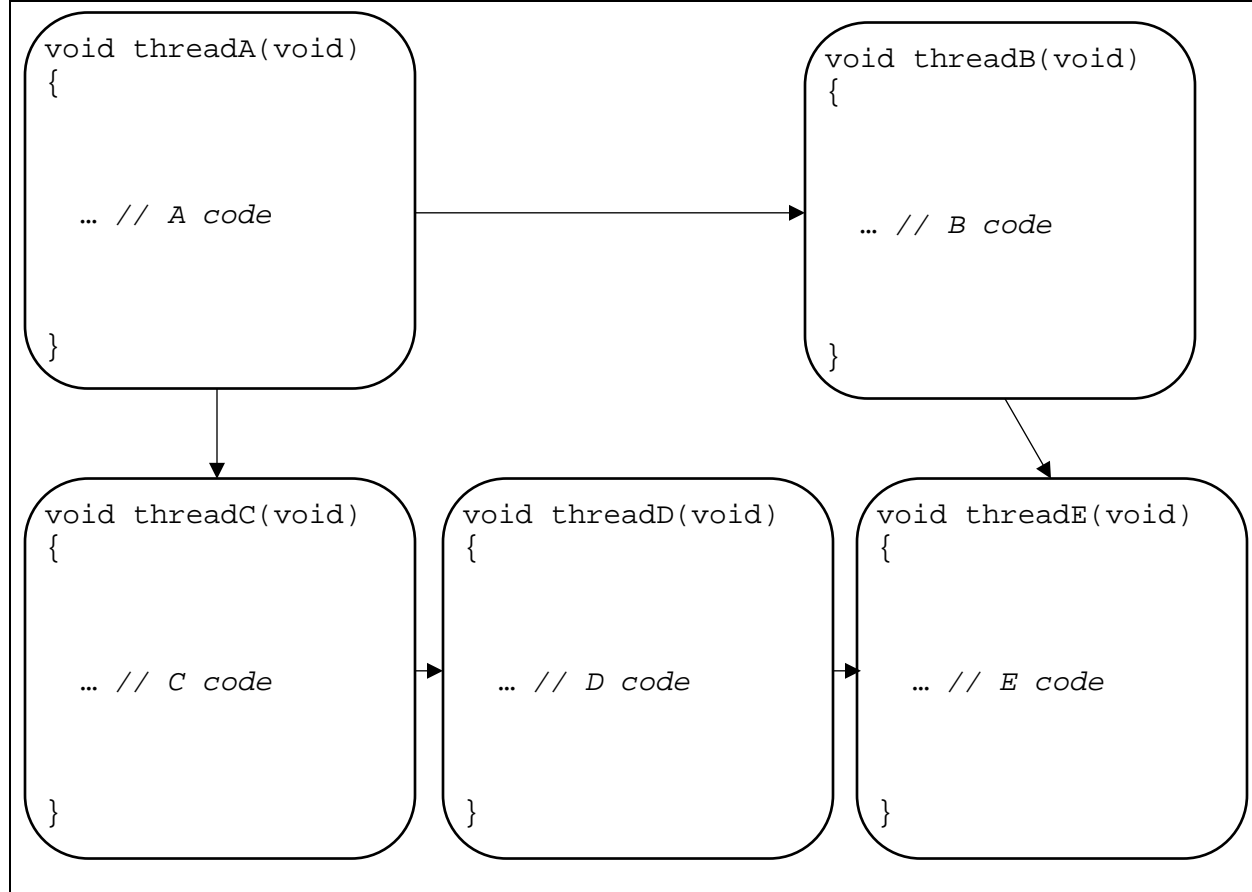 void threadA(void)
{
… // A code
}
void threadB(void)
{
… // B code
}
void threadC(void)
{
… // C code
}
void threadD(void)
{
… // D code
}
void threadE(void)
{
… // E code
}